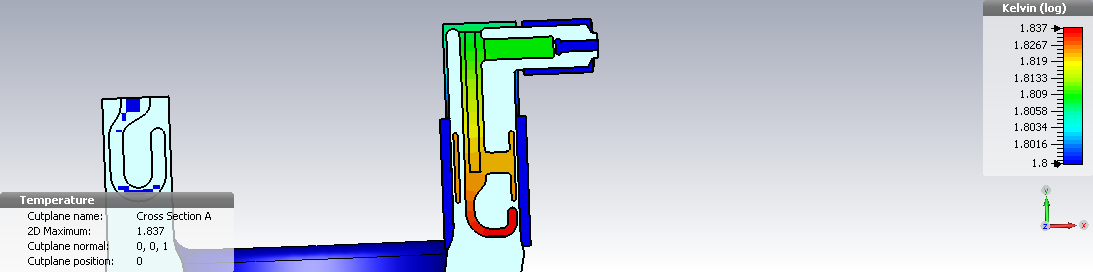 Kelvin (log)
1.837
1.8267
1.819
1.8133
1.809
1.8058
1.8034
1.8016
1.8
Temperature
Cutplane name: Cross Section A
2D Maximum: 1.837
Cutplane normal: 0, 0, 1
Cutplane position: 0
y
z
x